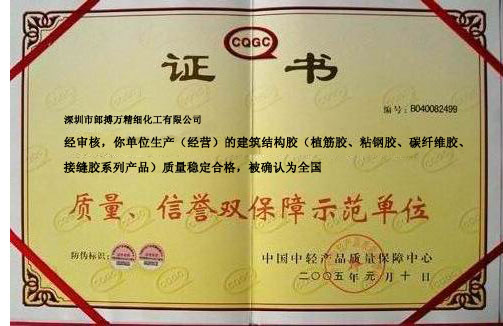 CQGC
证 书
编号：8040082499
深圳市郎搏万精细化工有限公司
经审核，你单位生产（经营）的建筑结构胶（植筋胶、粘钢胶、碳纤维胶、
接缝胶系列产品）质量稳定合格，被确认为全国
质量、信誉双保障示范单位
防伪标识：
中国中轻产品质量保障中心
二〇〇五年元月十日